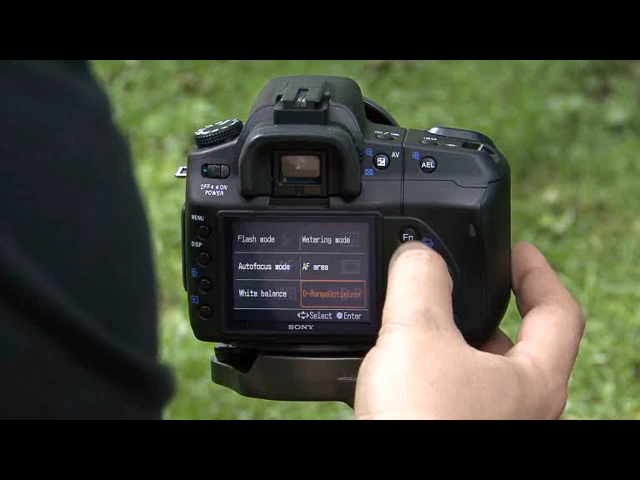 AV
AEL
OFF ON
POWER
MENU
Fn
DISP
Flash mode
Metering mode
Autofocus mode
AF area
White balance
D-RangeOptimizer
Select Enter
SONY